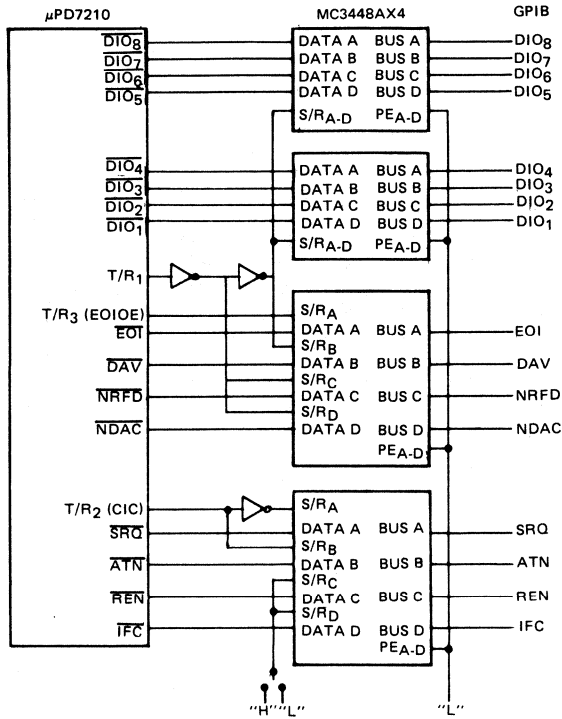 μPD7210 MC3448AX4 GPIB
DIO8 DATA A BUS A DIO8
DIO7 DATA B BUS B DIO7
DIO6 DATA C BUS C DIO6
DIO5 DATA D BUS D DIO5
S/RA-D PEA-D
DIO4 DATA A BUS A DIO4
DIO3 DATA B BUS B DIO3
DIO2 DATA C BUS C DIO2
DIO1 DATA D BUS D DIO1
S/RA-D PEA-D
T/R1
S/RA
T/R3 (EOIOE)
EOI DATA A BUS A EOI
S/RB
DAV DATA B BUS B DAV
S/RC
NRFD DATA C BUS C NRFD
S/RD
NDAC DATA D BUS D NDAC
PEA-D
T/R2 (CIC) S/RA
SRQ DATA A BUS A SRQ
S/RB
ATN DATA B BUS B ATN
S/RC
REN DATA C BUS C REN
S/RD
IFC DATA D BUS D IFC
PEA-D
"H" "L" "L"